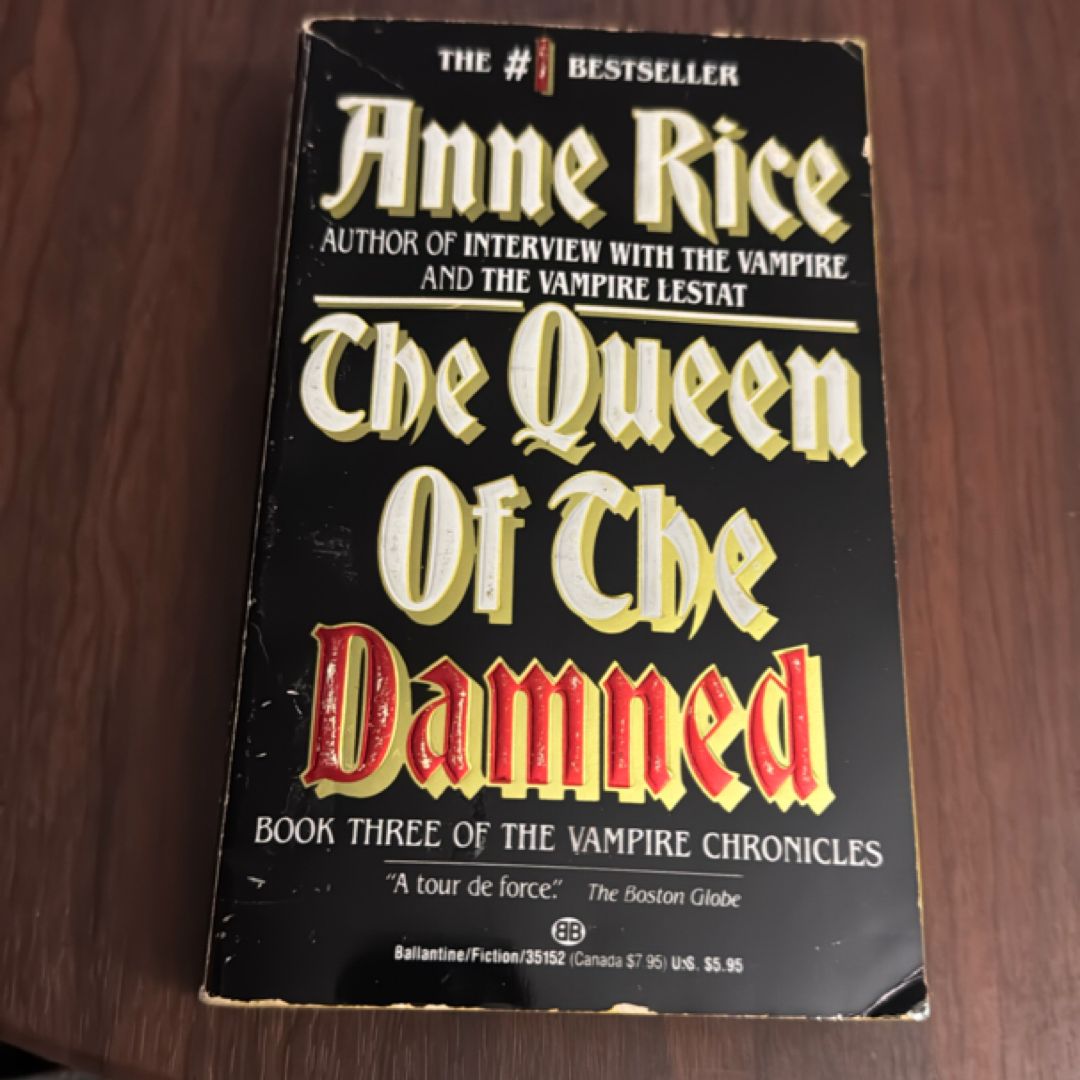 THE #1 BESTSELLER
Anne Rice
AUTHOR OF INTERVIEW WITH THE VAMPIRE
AND THE VAMPIRE LESTAT
The Queen
Of The
Damned
BOOK THREE OF THE VAMPIRE CHRONICLES
"A tour de force." The Boston Globe
BB
Ballantine/Fiction/35152 (Canada $7.95) U.S. $5.95